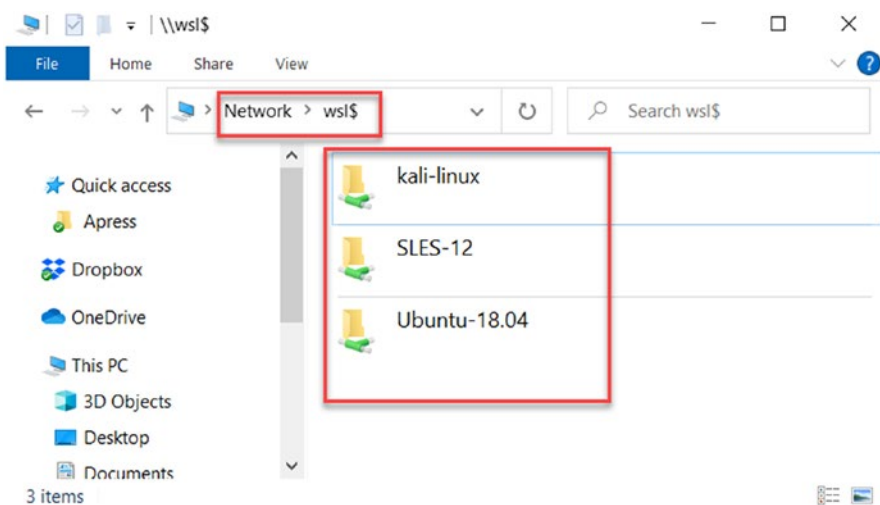 \\wsl$
File Home Share View
Network > wsl$
Search wsl$
Quick access
Apress
Dropbox
OneDrive
This PC
3D Objects
Desktop
Documents
kali-linux
SLES-12
Ubuntu-18.04
3 items